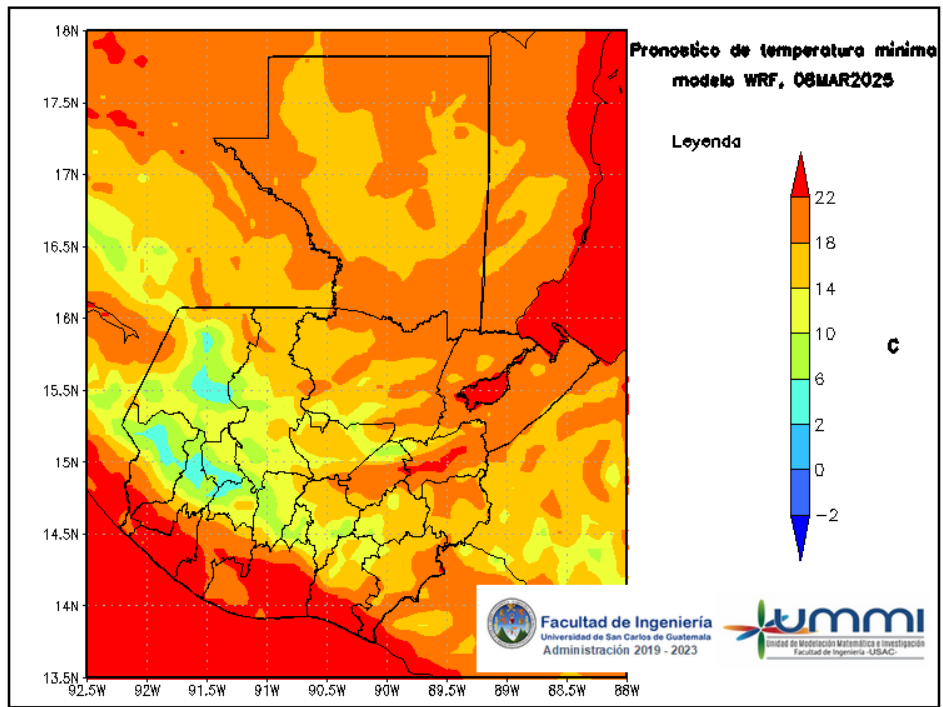 Pronostico de temperatura minima
modelo WRF, 08MAR2025
Leyenda
22
18
14
10
6
2
0
−2
C
18N
17.5N
17N
16.5N
16N
15.5N
15N
14.5N
14N
13.5N
92.5W 92W 91.5W 91W 90.5W 90W 89.5W 89W 88.5W 88W
Facultad de Ingeniería
Universidad de San Carlos de Guatemala
Administración 2019 - 2023
ummi
Unidad de Modelación Matemática e Investigación
Facultad de Ingeniería -USAC-